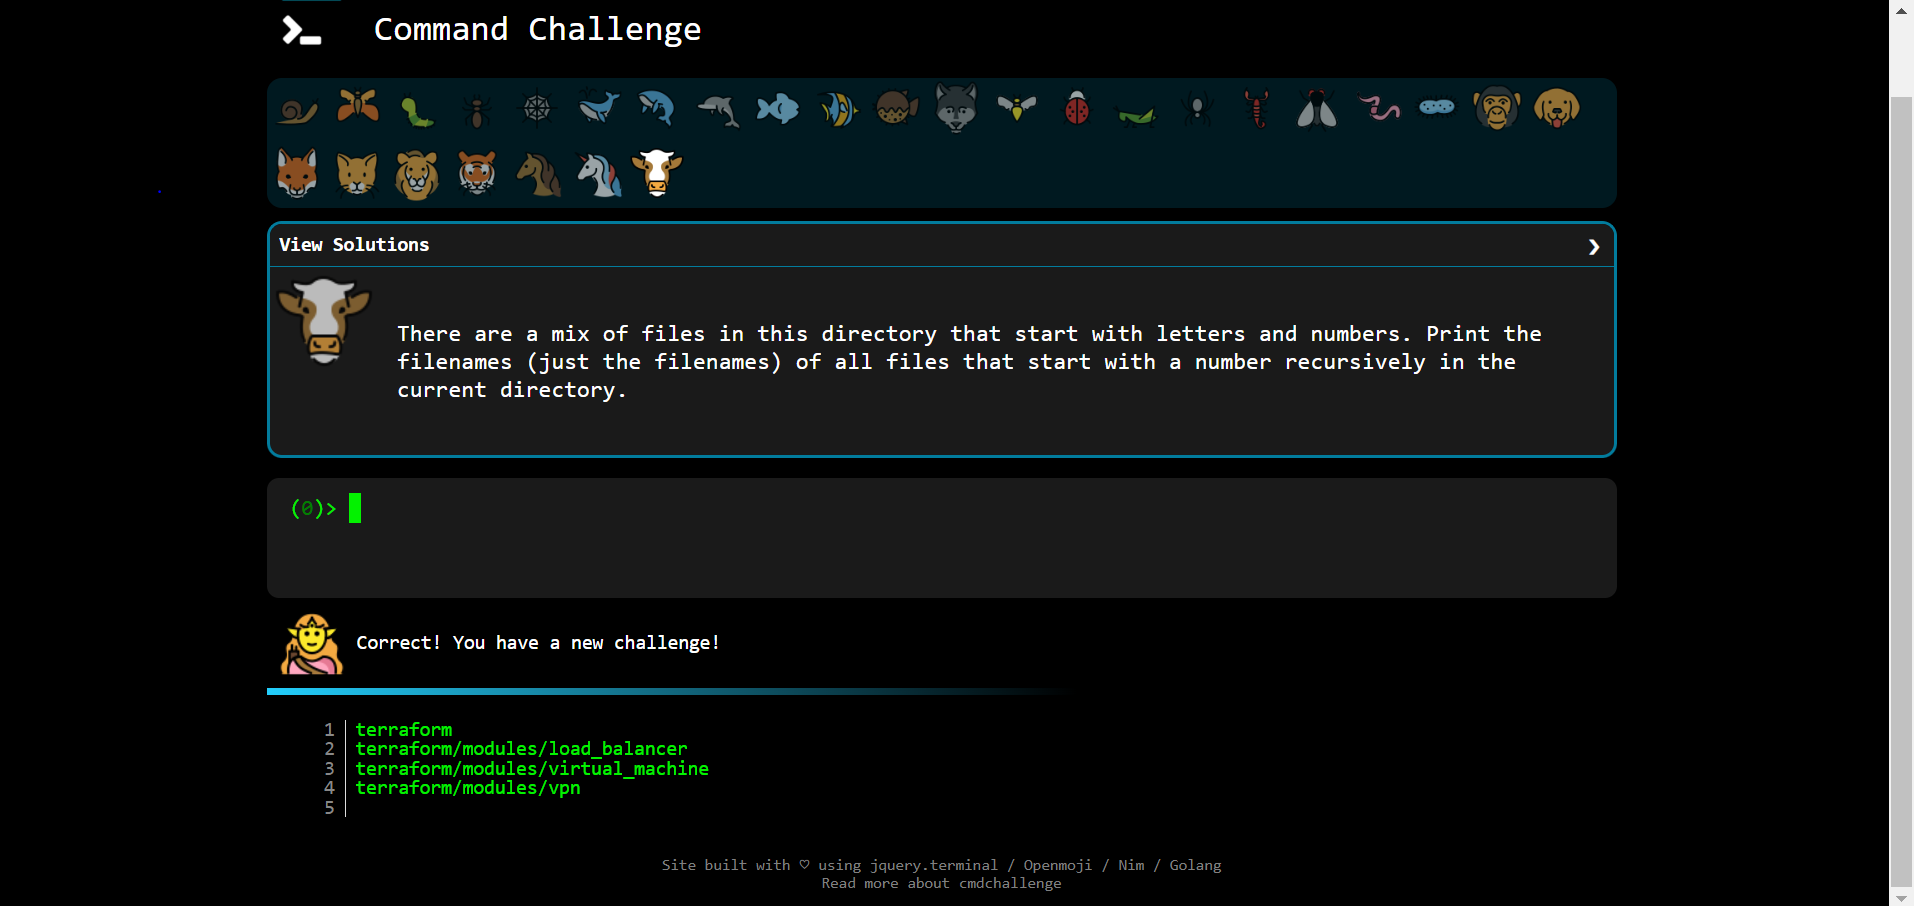 Command Challenge
View Solutions
There are a mix of files in this directory that start with letters and numbers. Print the
filenames (just the filenames) of all files that start with a number recursively in the
current directory.
(0)>
Correct! You have a new challenge!
1 terraform
2 terraform/modules/load_balancer
3 terraform/modules/virtual_machine
4 terraform/modules/vpn
5
Site built with ♡ using jquery.terminal / Openmoji / Nim / Golang
Read more about cmdchallenge